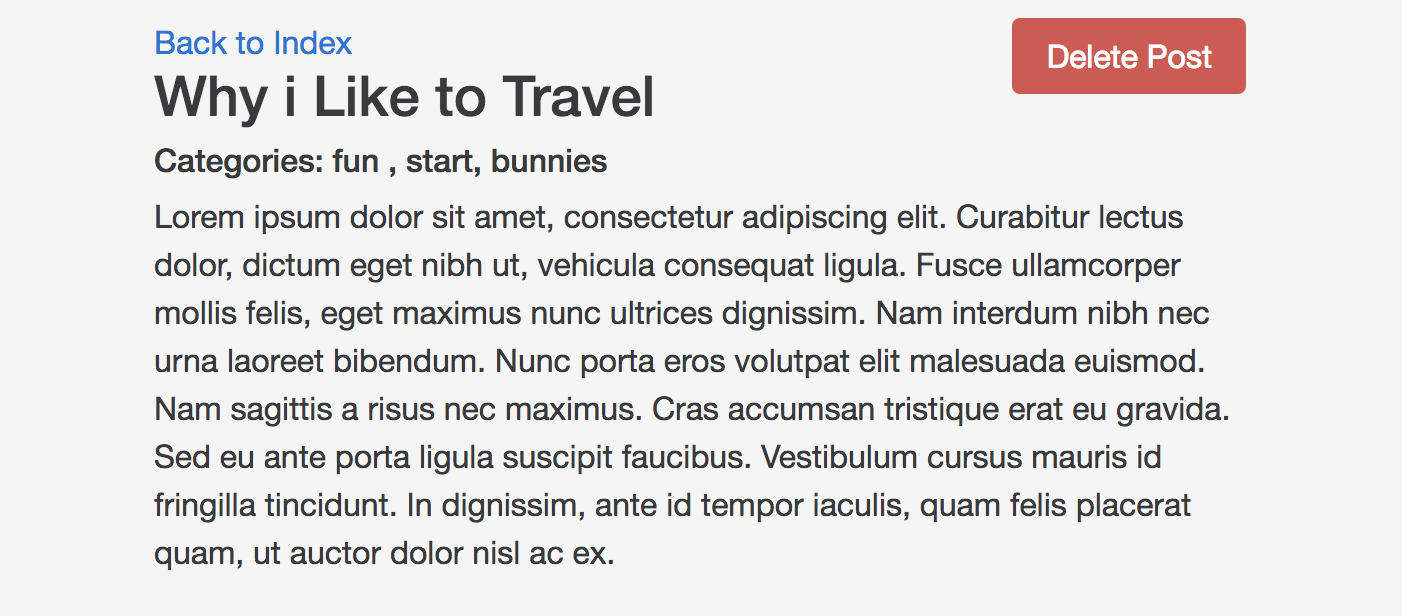 Back to Index
Delete Post
Why i Like to Travel
Categories: fun , start, bunnies
Lorem ipsum dolor sit amet, consectetur adipiscing elit. Curabitur lectus
dolor, dictum eget nibh ut, vehicula consequat ligula. Fusce ullamcorper
mollis felis, eget maximus nunc ultrices dignissim. Nam interdum nibh nec
urna laoreet bibendum. Nunc porta eros volutpat elit malesuada euismod.
Nam sagittis a risus nec maximus. Cras accumsan tristique erat eu gravida.
Sed eu ante porta ligula suscipit faucibus. Vestibulum cursus mauris id
fringilla tincidunt. In dignissim, ante id tempor iaculis, quam felis placerat
quam, ut auctor dolor nisl ac ex.